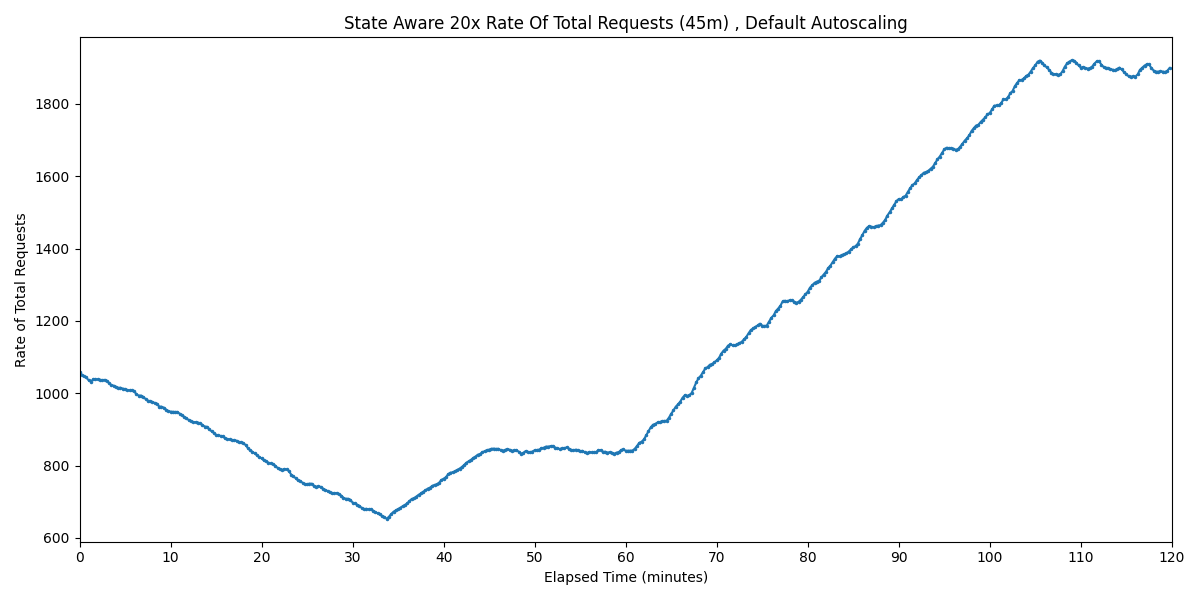 State Aware 20x Rate Of Total Requests (45m) , Default Autoscaling
Rate of Total Requests
1800
1600
1400
1200
1000
800
600
0 10 20 30 40 50 60 70 80 90 100 110 120
Elapsed Time (minutes)